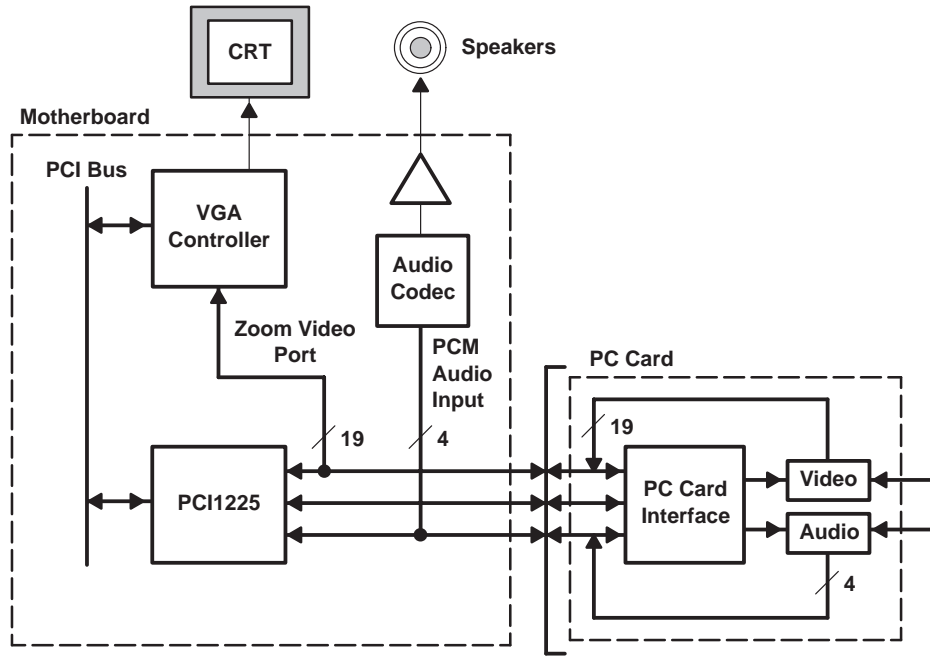 CRT
Speakers
Motherboard
PCI Bus
VGA
Controller
Audio
Codec
Zoom Video
Port
PCM
Audio
Input
PC Card
19
4
19
PCI1225
PC Card
Interface
Video
Audio
4